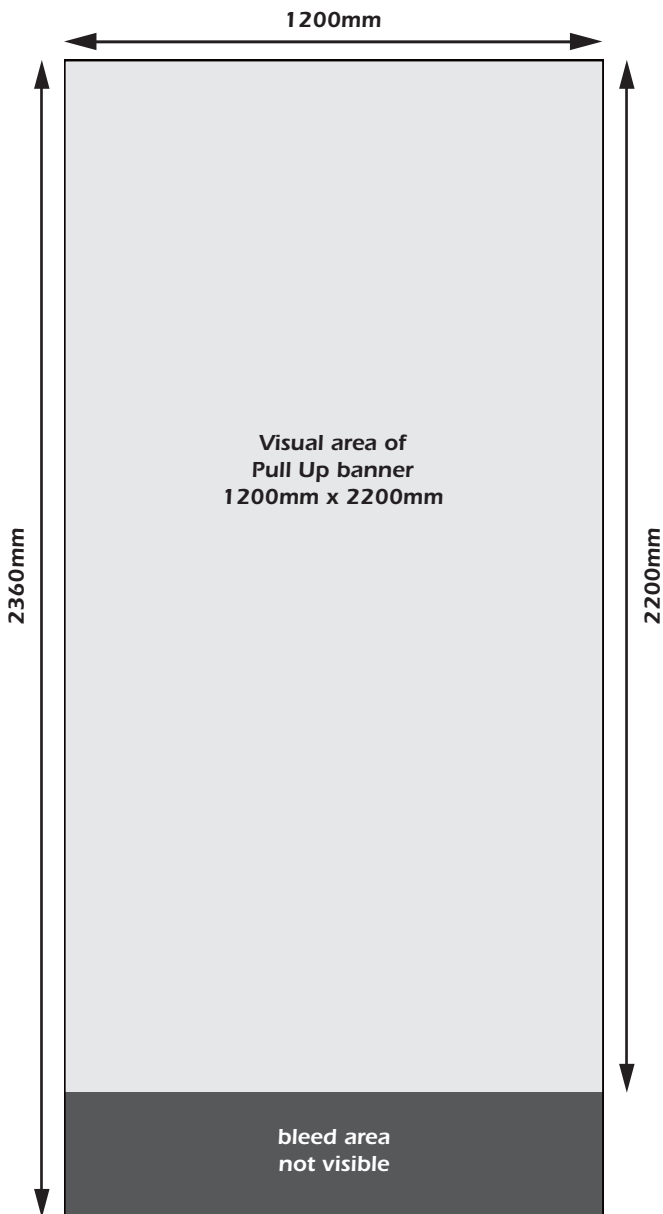 1200mm
Visual area of
Pull Up banner
1200mm x 2200mm
2360mm
2200mm
bleed area
not visible